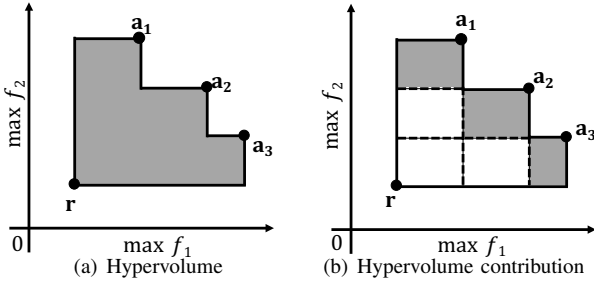 max f₂
a₁
a₂
a₃
r
0
max f₁
(a) Hypervolume
max f₂
a₁
a₂
a₃
r
0
max f₁
(b) Hypervolume contribution